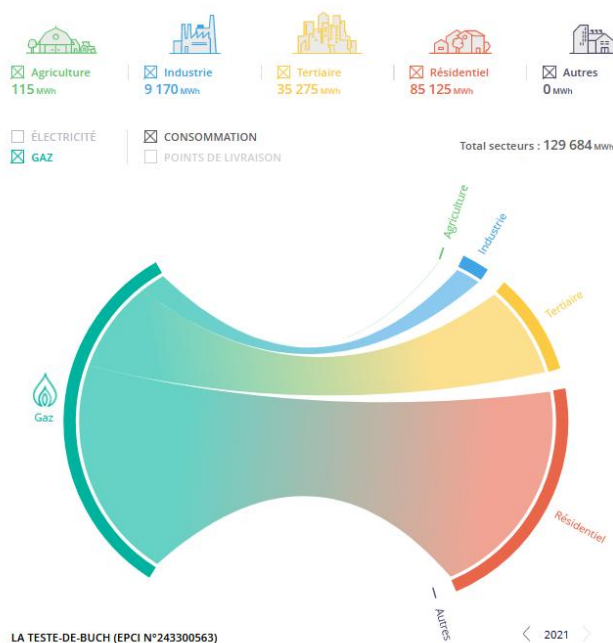 Agriculture
115 MWh
Industrie
9 170 MWh
Tertiaire
35 275 MWh
Résidentiel
85 125 MWh
Autres
0 MWh
ÉLECTRICITÉ
GAZ
CONSOMMATION
POINTS DE LIVRAISON
Total secteurs : 129 684 MWh
Agriculture
Industrie
Tertiaire
Gaz
Résidentiel
Autres
LA TESTE-DE-BUCH (EPCI N°243300563)
2021